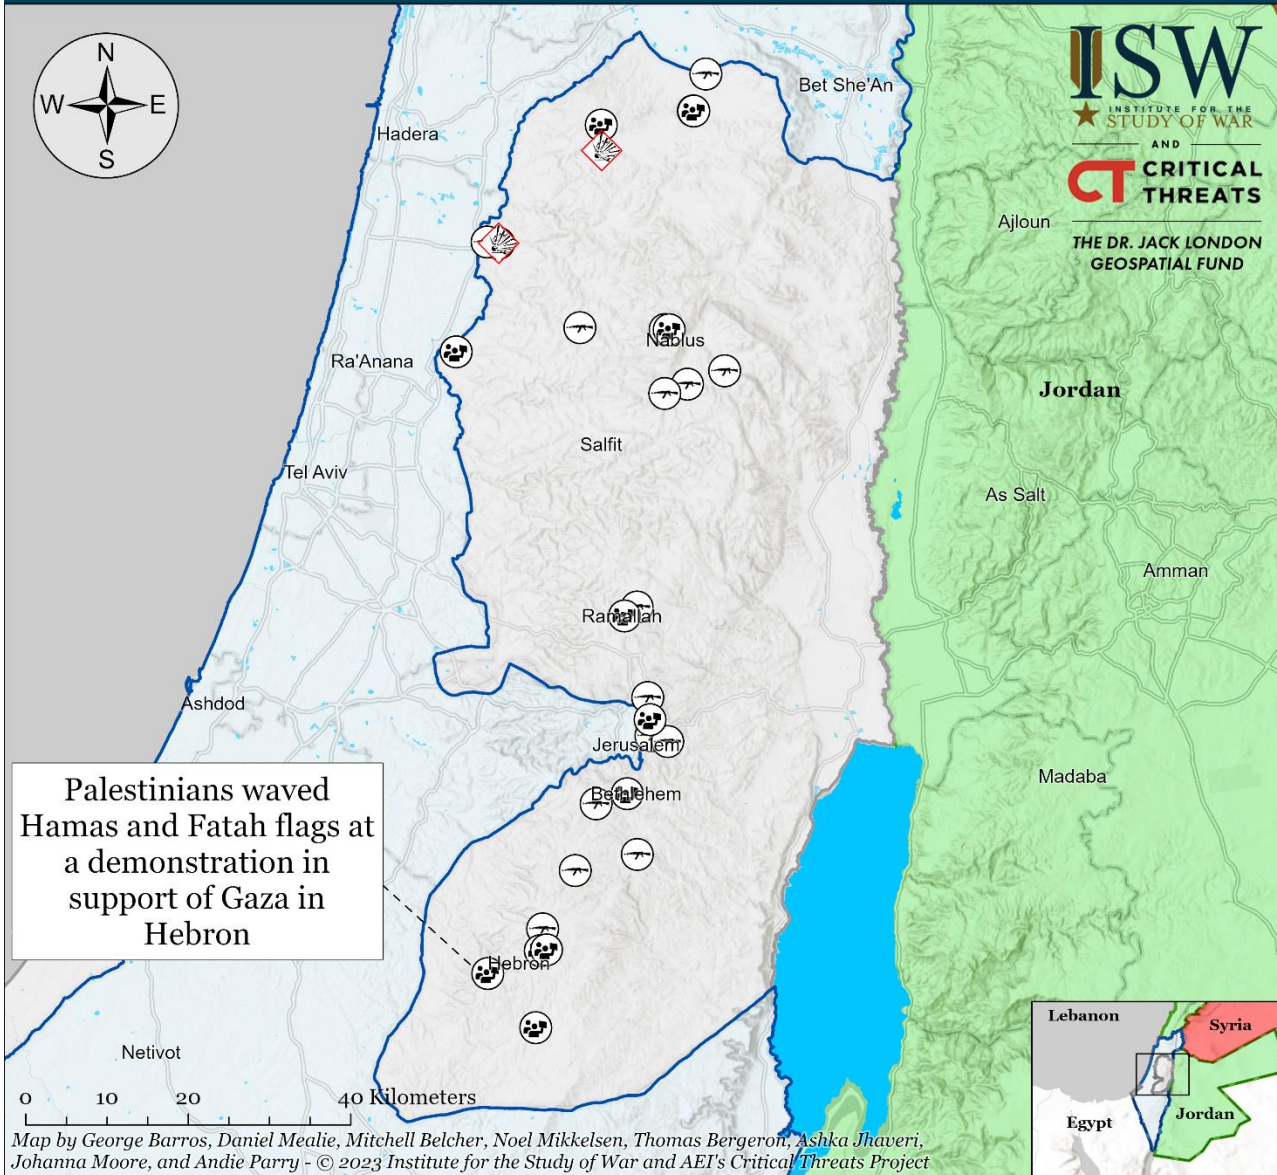 N
W
E
S
Hadera
Bet She'An
ISW
INSTITUTE FOR THE
STUDY OF WAR
AND
CT CRITICAL
THREATS
THE DR. JACK LONDON
GEOSPATIAL FUND
Ajloun
Ra'Anana
Nablus
Jordan
Salfit
Tel Aviv
As Salt
Amman
Ramallah
Ashdod
Jerusalem
Madaba
Bethlehem
Palestinians waved
Hamas and Fatah flags at
a demonstration in
support of Gaza in
Hebron
Hebron
Netivot
Lebanon
Syria
Egypt
Jordan
0 10 20 40 Kilometers
Map by George Barros, Daniel Mealie, Mitchell Belcher, Noel Mikkelsen, Thomas Bergeron, Ashka Jhaveri,
Johanna Moore, and Andie Parry - © 2023 Institute for the Study of War and AEI's Critical Threats Project